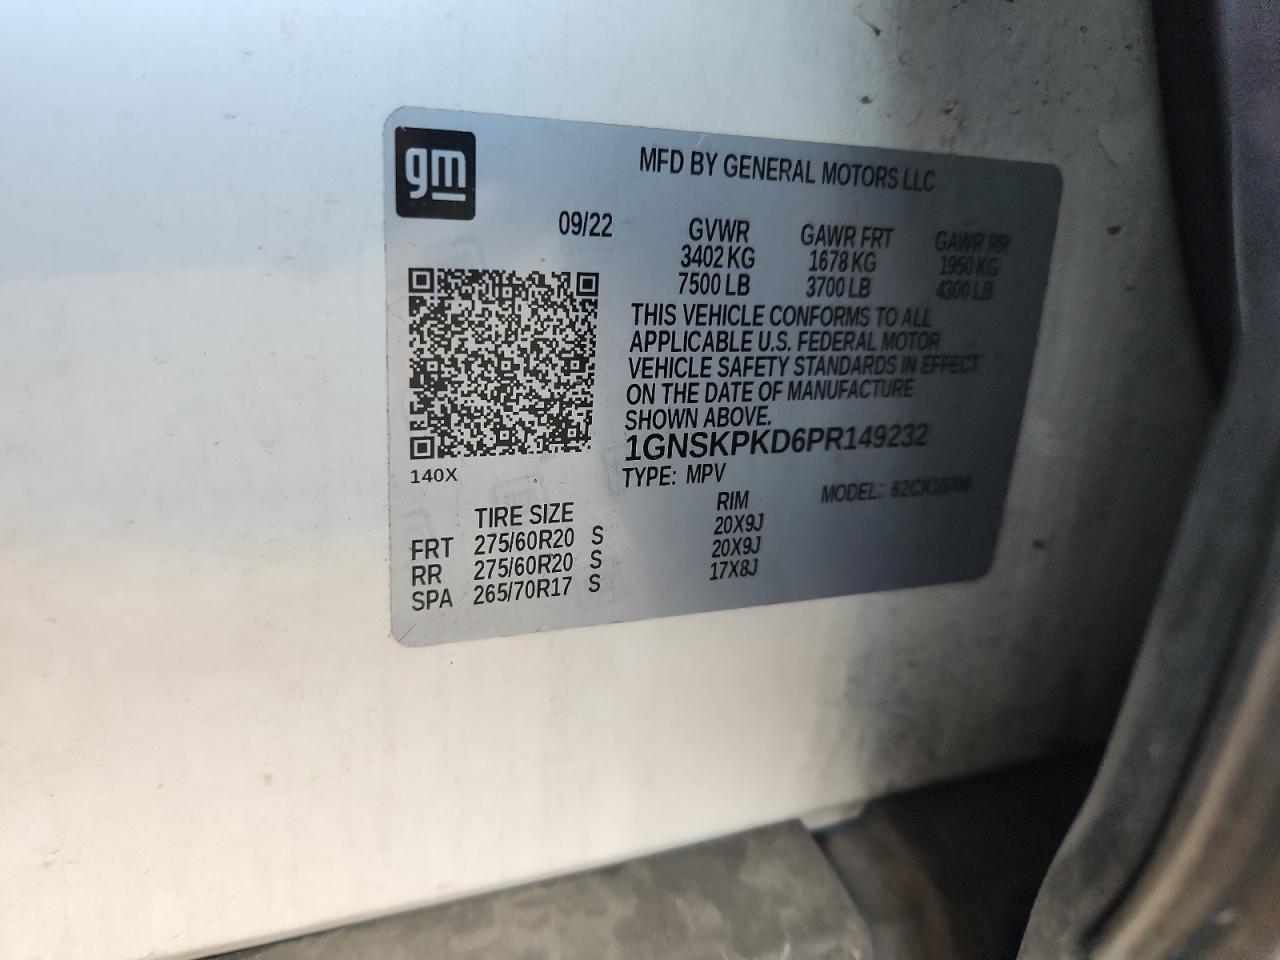 gm
MFD BY GENERAL MOTORS LLC
09/22 GVWR GAWR FRT GAWR RR
3402 KG 1678 KG 1950 KG
7500 LB 3700 LB 4300 LB
THIS VEHICLE CONFORMS TO ALL
APPLICABLE U.S. FEDERAL MOTOR
VEHICLE SAFETY STANDARDS IN EFFECT
ON THE DATE OF MANUFACTURE
SHOWN ABOVE.
1GNSKPKD6PR149232
140X
TYPE: MPV MODEL:
TIRE SIZE RIM
FRT 275/60R20 S 20X9J
RR 275/60R20 S 20X9J
SPA 265/70R17 S 17X8J